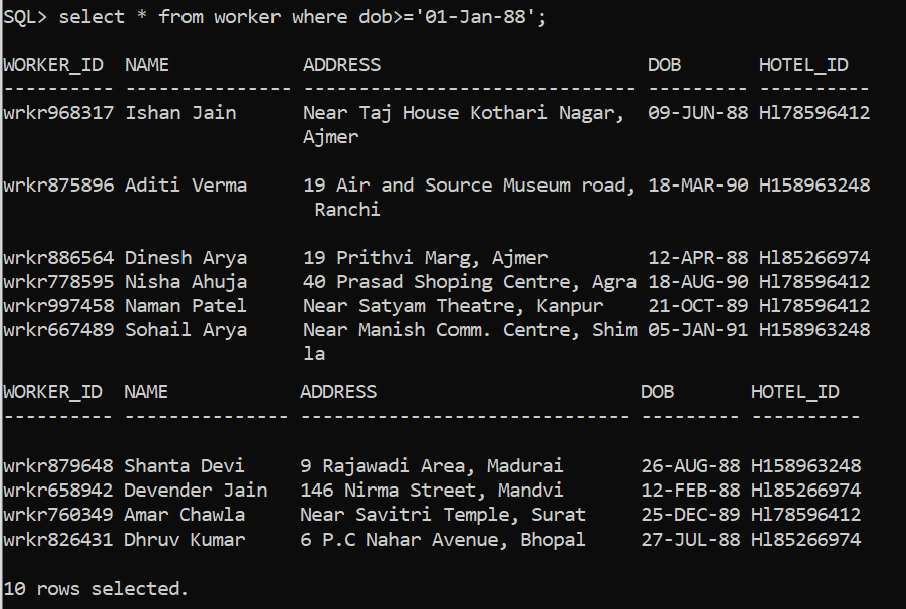 SQL> select * from worker where dob>='01-Jan-88';
WORKER_ID  NAME            ADDRESS                        DOB       HOTEL_ID
---------- --------------- ------------------------------ --------- ----------
wrkr968317 Ishan Jain      Near Taj House Kothari Nagar,  09-JUN-88 Hl78596412
                           Ajmer
wrkr875896 Aditi Verma     19 Air and Source Museum road, 18-MAR-90 H158963248
                            Ranchi
wrkr886564 Dinesh Arya     19 Prithvi Marg, Ajmer         12-APR-88 Hl85266974
wrkr778595 Nisha Ahuja     40 Prasad Shoping Centre, Agra 18-AUG-90 Hl78596412
wrkr997458 Naman Patel     Near Satyam Theatre, Kanpur    21-OCT-89 Hl78596412
wrkr667489 Sohail Arya     Near Manish Comm. Centre, Shim 05-JAN-91 H158963248
                           la
WORKER_ID  NAME            ADDRESS                        DOB       HOTEL_ID
---------- --------------- ------------------------------ --------- ----------
wrkr879648 Shanta Devi     9 Rajawadi Area, Madurai       26-AUG-88 H158963248
wrkr658942 Devender Jain   146 Nirma Street, Mandvi       12-FEB-88 Hl85266974
wrkr760349 Amar Chawla     Near Savitri Temple, Surat     25-DEC-89 Hl78596412
wrkr826431 Dhruv Kumar     6 P.C Nahar Avenue, Bhopal     27-JUL-88 Hl85266974
10 rows selected.